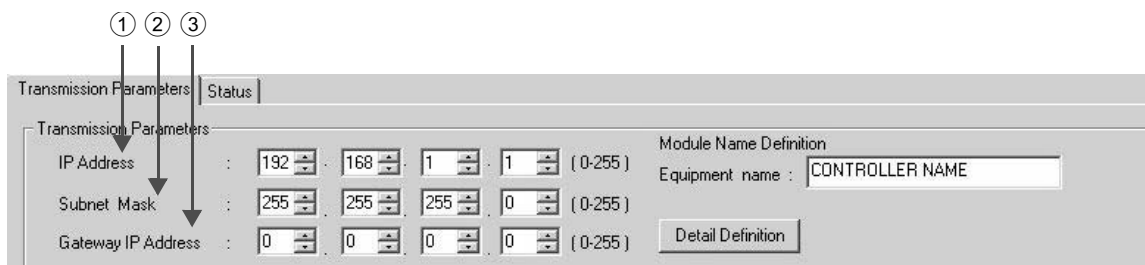 ① ② ③
Transmission Parameters Status
Transmission Parameters
IP Address : 192 . 168 . 1 . 1 (0-255)
Subnet Mask : 255 . 255 . 255 . 0 (0-255)
Gateway IP Address : 0 . 0 . 0 . 0 (0-255)
Module Name Definition
Equipment name : CONTROLLER NAME
Detail Definition